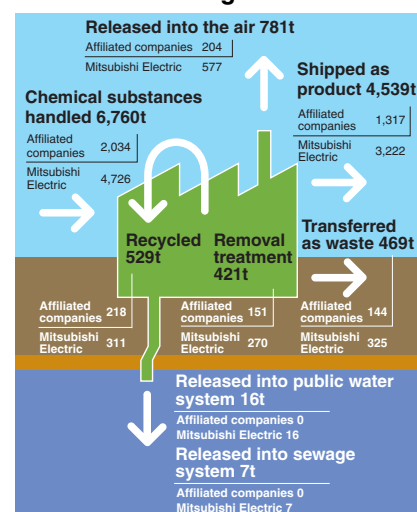 Released into the air 781t
Affiliated companies 204
Mitsubishi Electric 577
Shipped as
product 4,539t
Affiliated
companies 1,317
Mitsubishi
Electric 3,222
Chemical substances
handled 6,760t
Affiliated
companies 2,034
Mitsubishi
Electric 4,726
Recycled
529t
Removal
treatment
421t
Transferred
as waste 469t
Affiliated
companies 218
Mitsubishi
Electric 311
Affiliated
companies 151
Mitsubishi
Electric 270
Affiliated
companies 144
Mitsubishi
Electric 325
Released into public water
system 16t
Affiliated companies 0
Mitsubishi Electric 16
Released into sewage
system 7t
Affiliated companies 0
Mitsubishi Electric 7